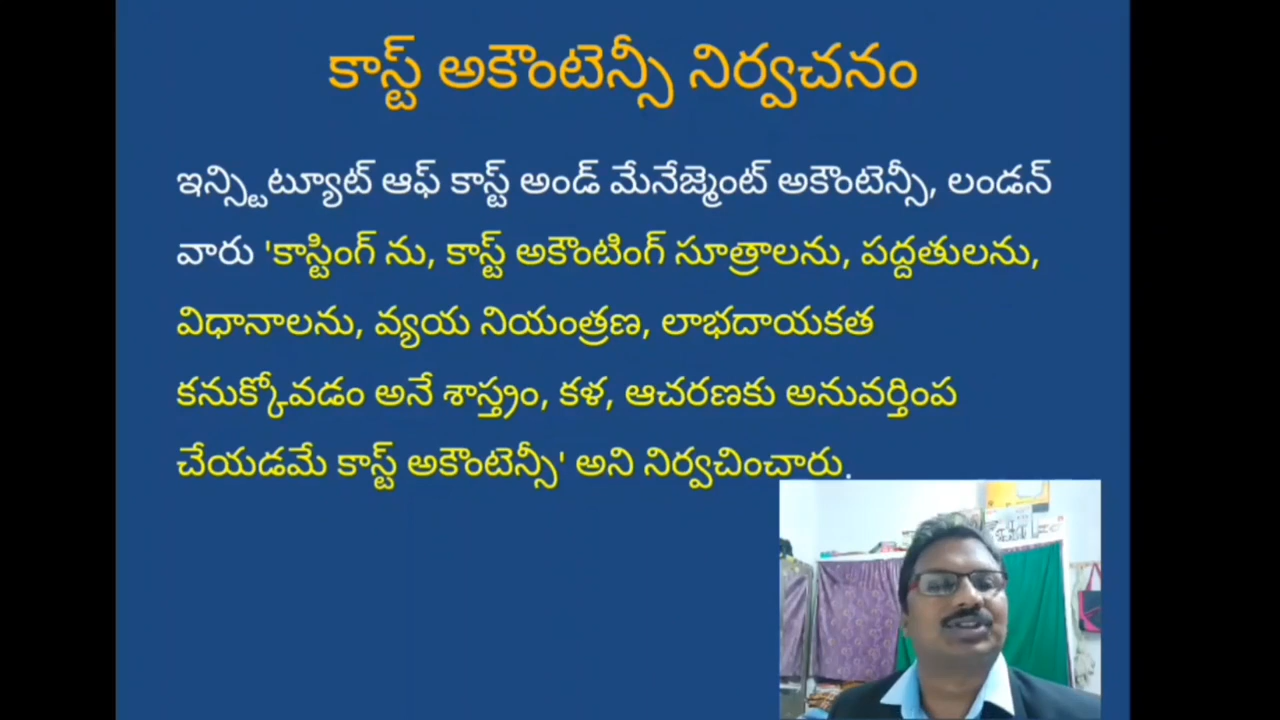 కాస్ట్ అకౌంటెన్సీ నిర్వచనం
ఇన్స్టిట్యూట్ ఆఫ్ కాస్ట్ అండ్ మేనేజ్మెంట్ అకౌంటెన్సీ, లండన్
వారు 'కాస్టింగ్ ను, కాస్ట్ అకౌంటింగ్ సూత్రాలను, పద్దతులను,
విధానాలను, వ్యయ నియంత్రణ, లాభదాయకత
కనుక్కోవడం అనే శాస్త్రం, కళ, ఆచరణకు అనువర్తింప
చేయడమే కాస్ట్ అకౌంటెన్సీ' అని నిర్వచించారు.